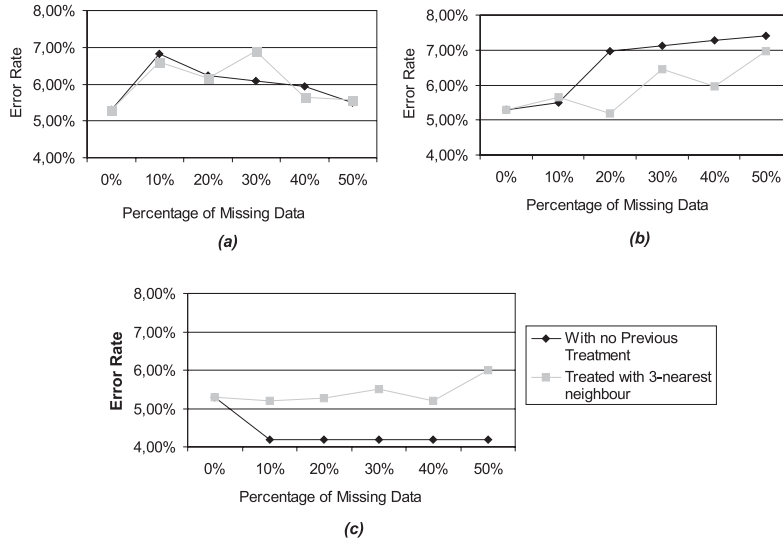 8,00%
7,00%
6,00%
5,00%
4,00%
Error Rate
0% 10% 20% 30% 40% 50%
Percentage of Missing Data
(a)
8,00%
7,00%
6,00%
5,00%
4,00%
Error Rate
0% 10% 20% 30% 40% 50%
Percentage of Missing Data
(b)
8,00%
7,00%
6,00%
5,00%
4,00%
Error Rate
0% 10% 20% 30% 40% 50%
Percentage of Missing Data
(c)
With no Previous
Treatment
Treated with 3-nearest
neighbour